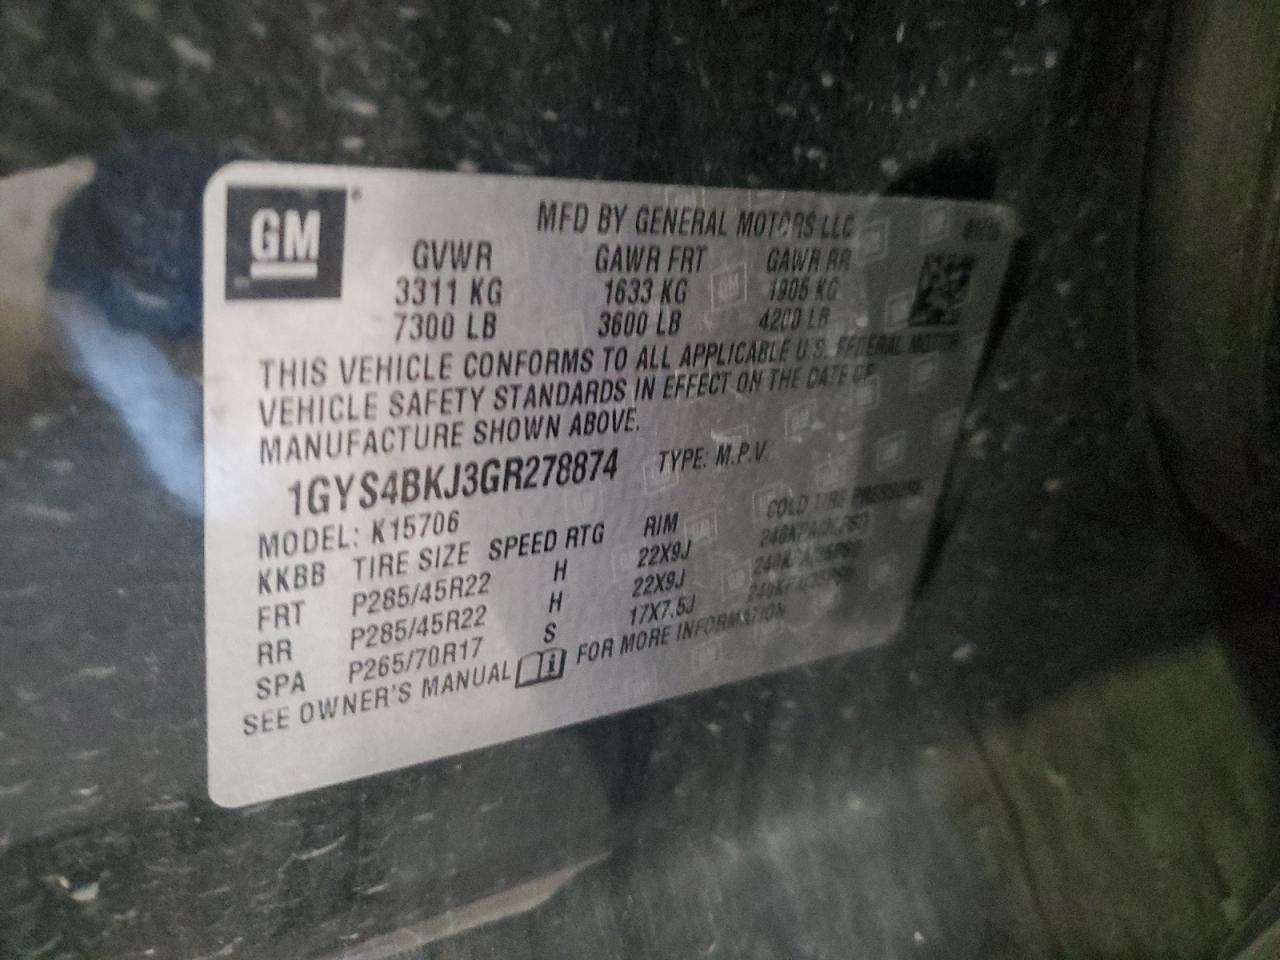 GM ®
MFD BY GENERAL MOTORS LLC
GVWR GAWR FRT GAWR RR
3311 KG 1633 KG 1905 KG
7300 LB 3600 LB 4200 LB
THIS VEHICLE CONFORMS TO ALL APPLICABLE U.S. FEDERAL MOTOR
VEHICLE SAFETY STANDARDS IN EFFECT ON THE DATE OF
MANUFACTURE SHOWN ABOVE.
1GYS4BKJ3GR278874 TYPE: M.P.V.
MODEL: K15706
KKBB TIRE SIZE SPEED RTG RIM COLD TIRE PRESSURE
FRT P285/45R22 H 22X9J
RR P285/45R22 H 22X9J
SPA P265/70R17 S 17X7.5J
SEE OWNER'S MANUAL FOR MORE INFORMATION